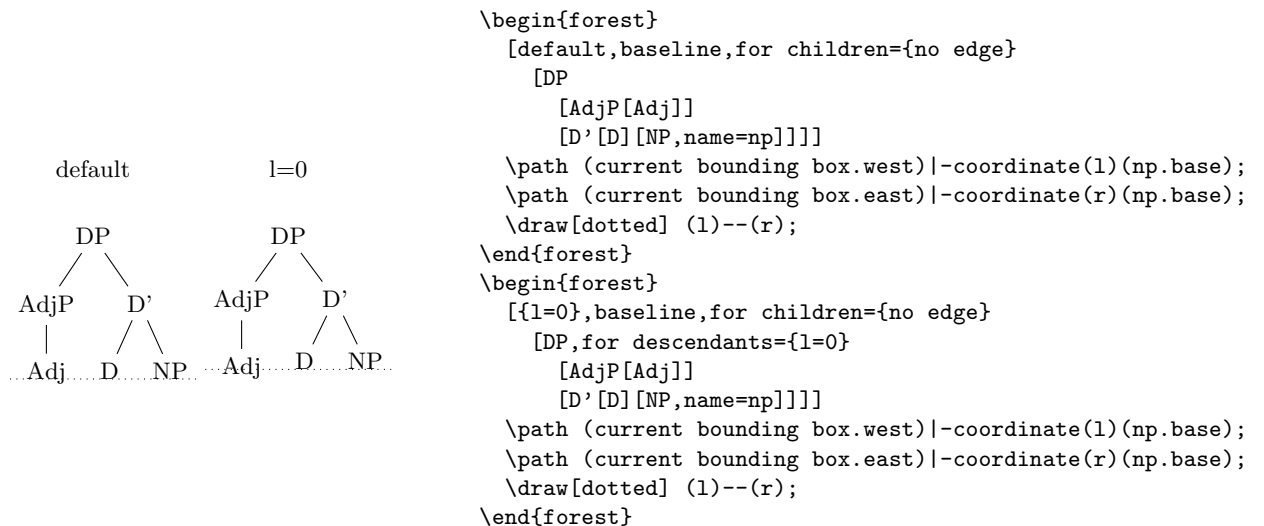 default l=0
DP DP
AdjP D' AdjP D'
Adj D NP Adj D NP
\begin{forest}
  [default,baseline,for children={no edge}
    [DP
      [AdjP[Adj]]
      [D’[D][NP,name=np]]]]
  \path (current bounding box.west)|-coordinate(l)(np.base);
  \path (current bounding box.east)|-coordinate(r)(np.base);
  \draw[dotted] (l)--(r);
\end{forest}
\begin{forest}
  [{l=0},baseline,for children={no edge}
    [DP,for descendants={l=0}
      [AdjP[Adj]]
      [D’[D][NP,name=np]]]]
  \path (current bounding box.west)|-coordinate(l)(np.base);
  \path (current bounding box.east)|-coordinate(r)(np.base);
  \draw[dotted] (l)--(r);
\end{forest}